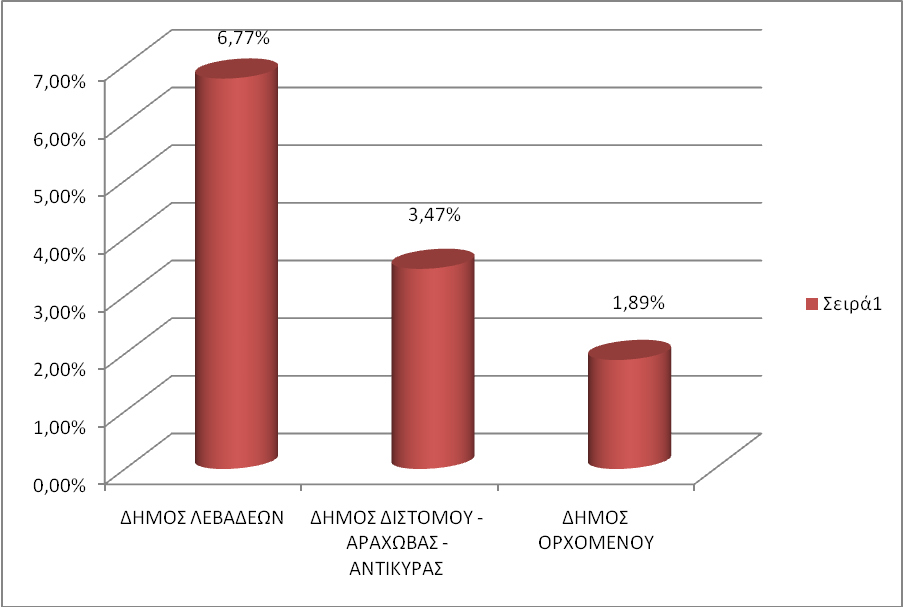 6,77%
7,00%
6,00%
5,00%
4,00%
3,00%
2,00%
1,00%
0,00%
3,47%
1,89%
Σειρά1
ΔΗΜΟΣ ΛΕΒΑΔΕΩΝ
ΔΗΜΟΣ ΔΙΣΤΟΜΟΥ -
ΑΡΑΧΩΒΑΣ -
ΑΝΤΙΚΥΡΑΣ
ΔΗΜΟΣ
ΟΡΧΟΜΕΝΟΥ